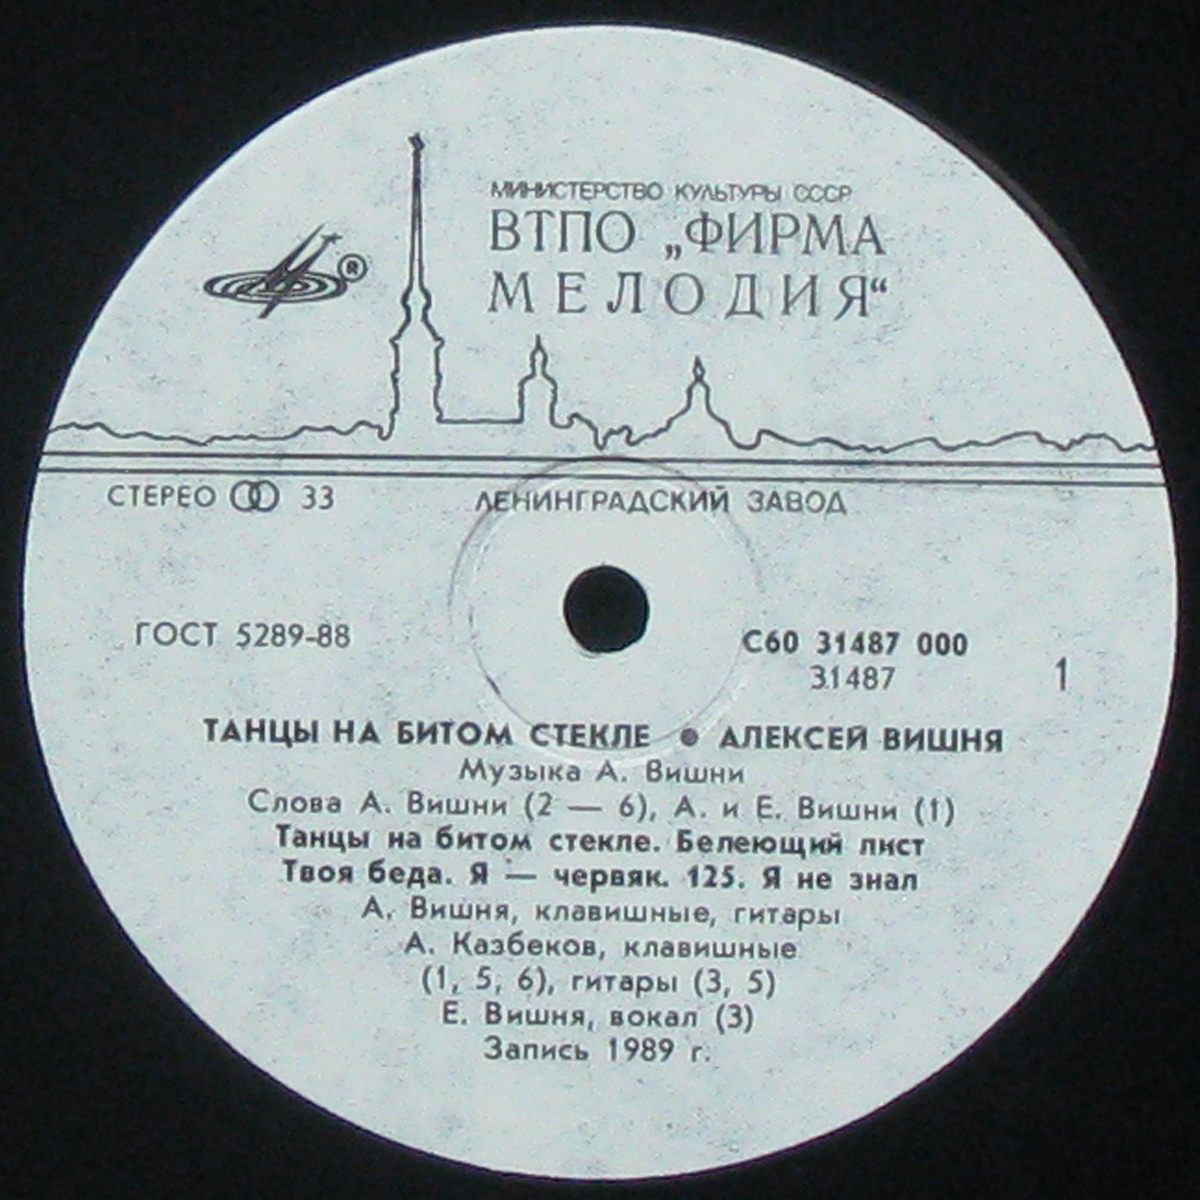 МИНИСТЕРСТВО КУЛЬТУРЫ СССР
ВТПО „ФИРМА
МЕЛОДИЯ“
®
СТЕРЕО 33
ЛЕНИНГРАДСКИЙ ЗАВОД
ГОСТ 5289-88
С60 31487 000
31487
1
ТАНЦЫ НА БИТОМ СТЕКЛЕ ● АЛЕКСЕЙ ВИШНЯ
Музыка А. Вишни
Слова А. Вишни (2 — 6), А. и Е. Вишни (1)
Танцы на битом стекле. Белеющий лист
Твоя беда. Я — червяк. 125. Я не знал
А. Вишня, клавишные, гитары
А. Казбеков, клавишные
(1, 5, 6), гитары (3, 5)
Е. Вишня, вокал (3)
Запись 1989 г.